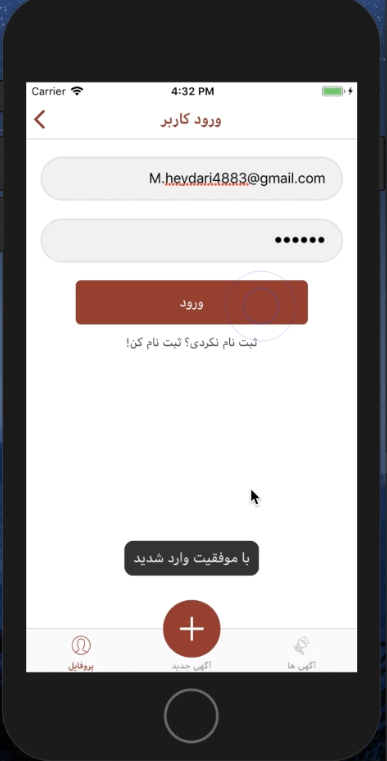 Carrier 4:32 PM
ورود کاربر
M.heydari4883@gmail.com
••••••
ورود
ثبت نام نکردی؟ ثبت نام کن!
با موفقیت وارد شدید
آگهی ها
آگهی جدید
پروفایل